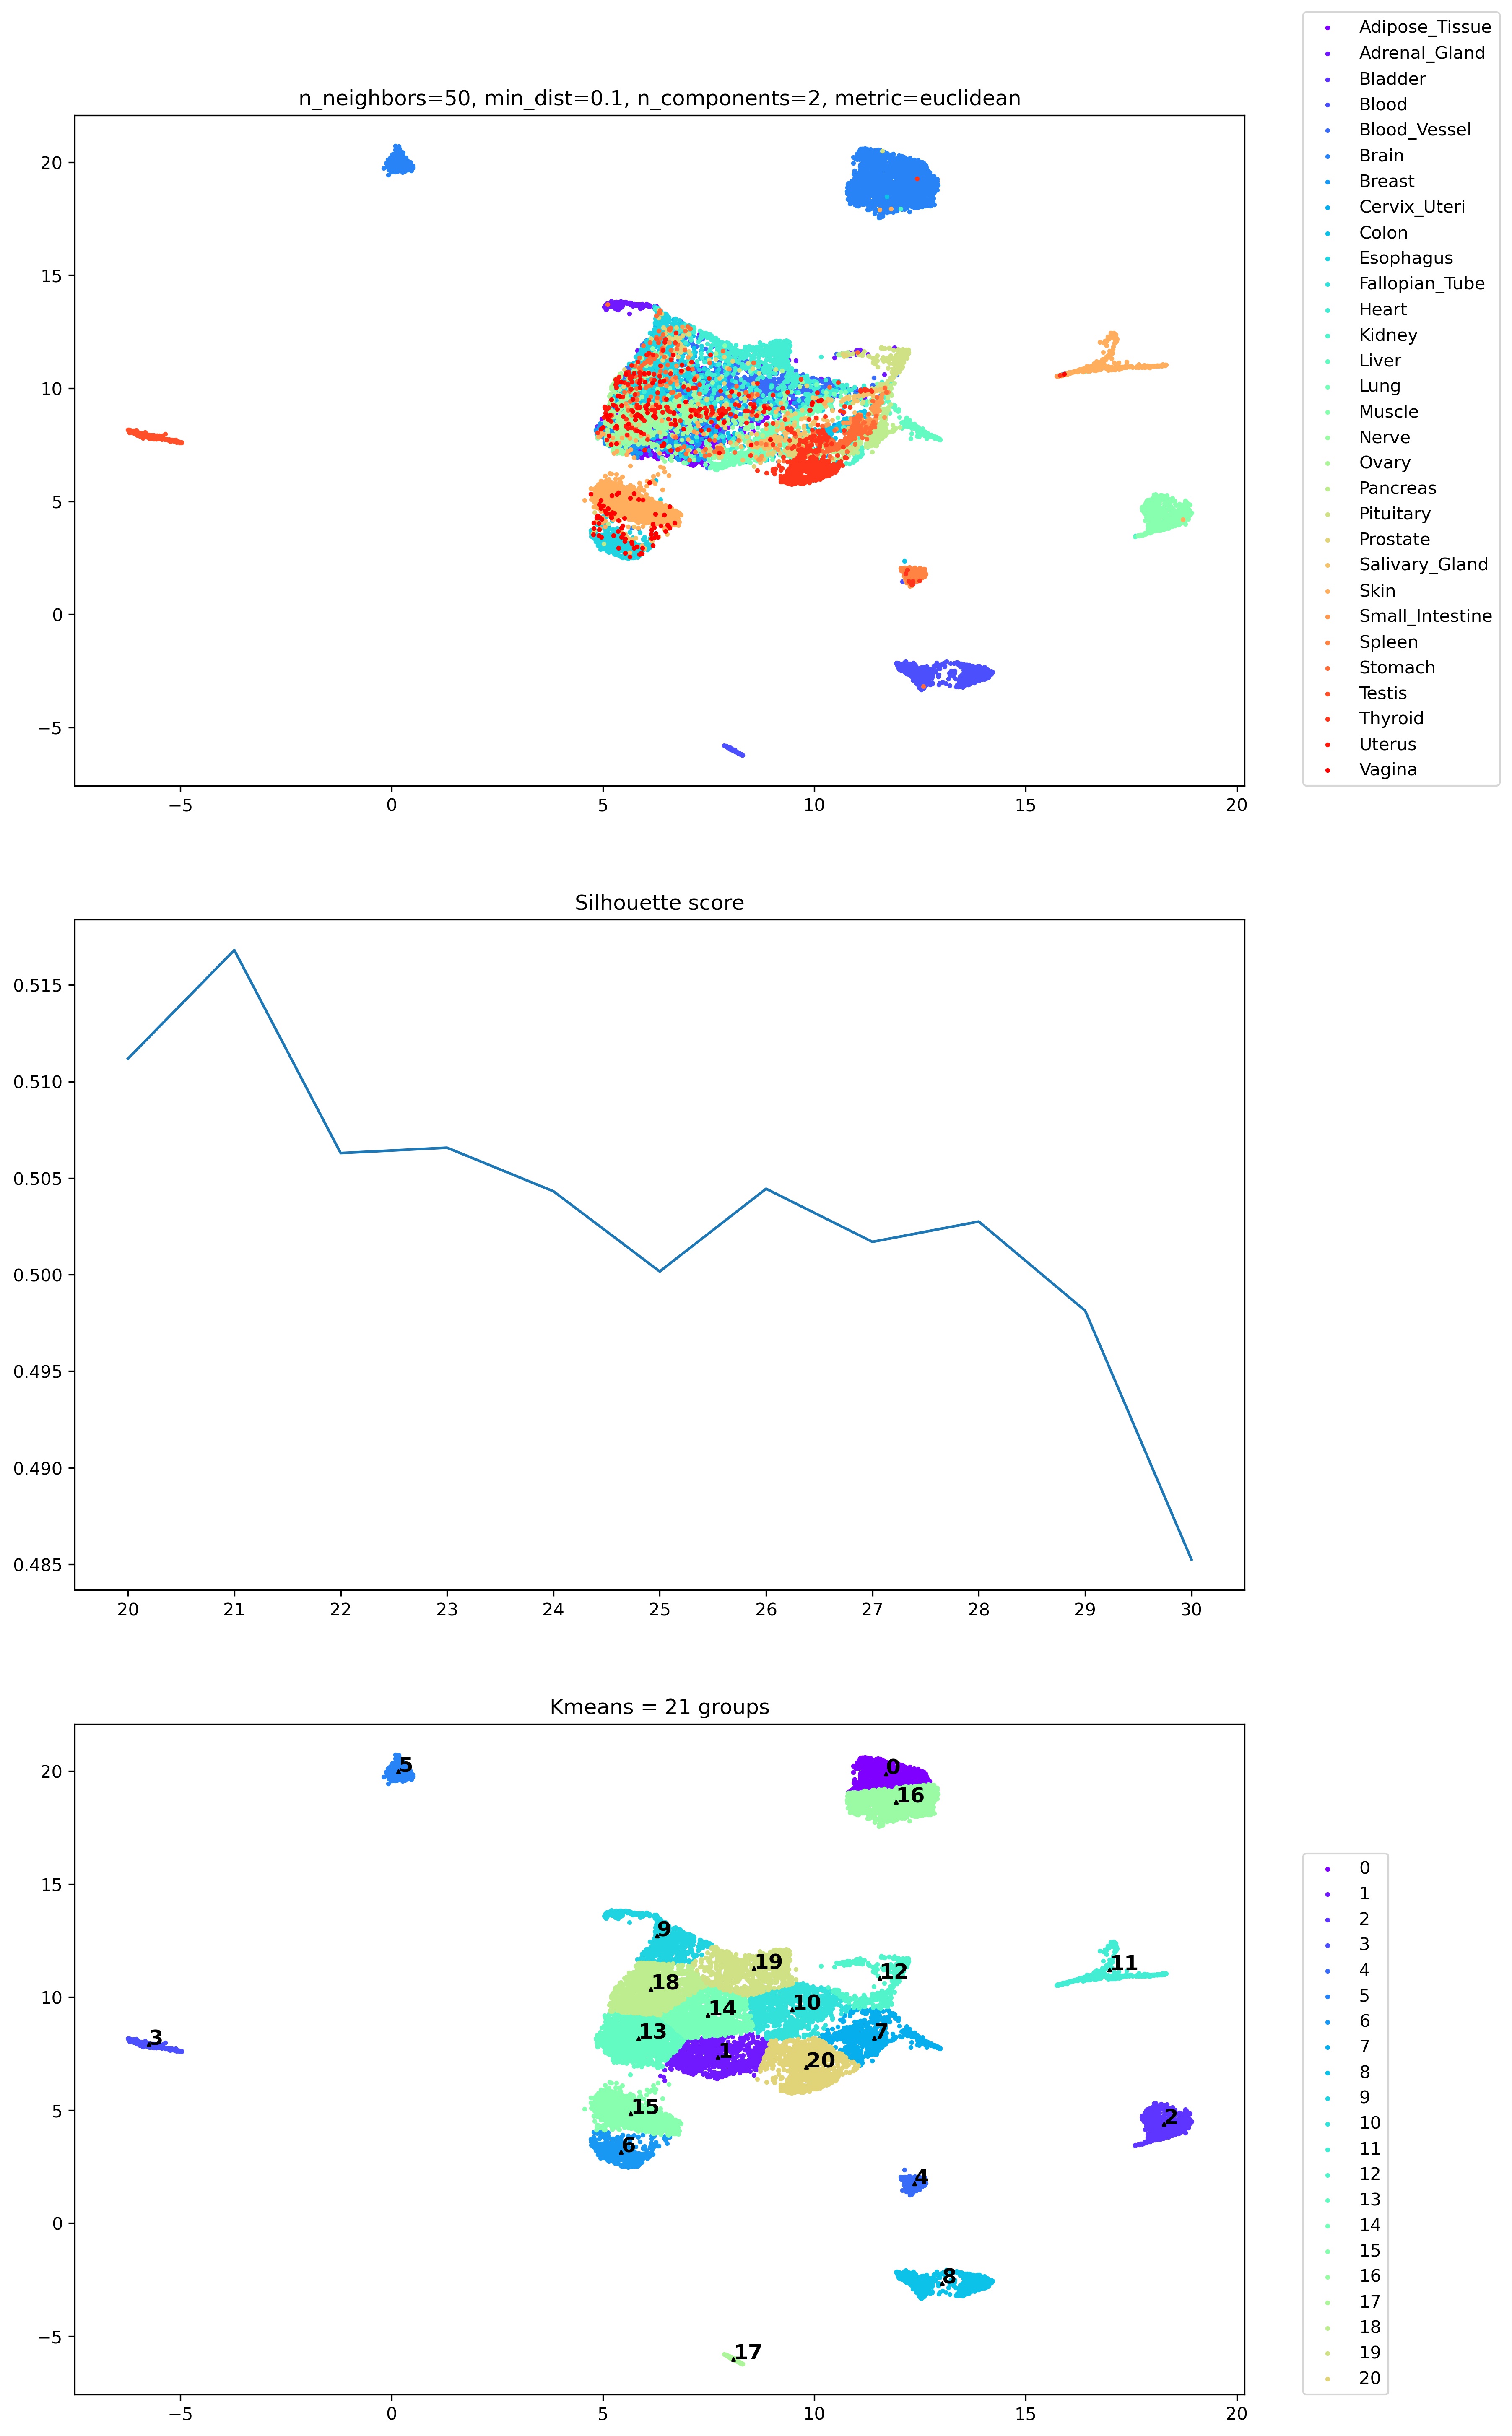 n_neighbors=50, min_dist=0.1, n_components=2, metric=euclidean
20
15
10
5
0
−5
−5
0
5
10
15
20
Adipose_Tissue
Adrenal_Gland
Bladder
Blood
Blood_Vessel
Brain
Breast
Cervix_Uteri
Colon
Esophagus
Fallopian_Tube
Heart
Kidney
Liver
Lung
Muscle
Nerve
Ovary
Pancreas
Pituitary
Prostate
Salivary_Gland
Skin
Small_Intestine
Spleen
Stomach
Testis
Thyroid
Uterus
Vagina
Silhouette score
0.515
0.510
0.505
0.500
0.495
0.490
0.485
20
21
22
23
24
25
26
27
28
29
30
Kmeans = 21 groups
20
15
10
5
0
−5
−5
0
5
10
15
20
5
0
16
9
19
12
11
18
10
14
13
7
3
1
20
15
2
6
4
8
17
0
1
2
3
4
5
6
7
8
9
10
11
12
13
14
15
16
17
18
19
20